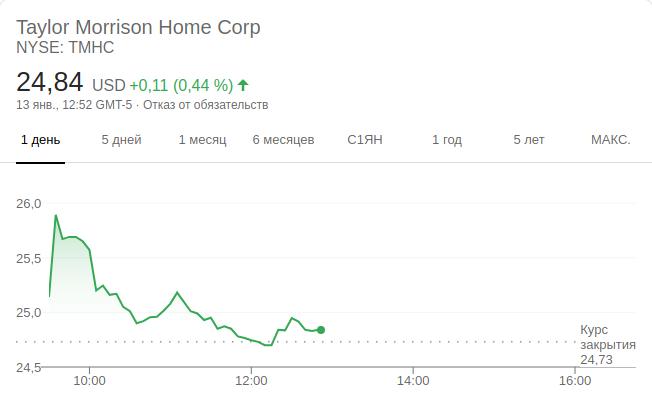 Taylor Morrison Home Corp
NYSE: TMHC
24,84 USD +0,11 (0,44 %)
13 янв., 12:52 GMT-5 · Отказ от обязательств
1 день 5 дней 1 месяц 6 месяцев С1ЯН 1 год 5 лет МАКС.
26,0
25,5
25,0
24,5
Курс
закрытия
24,73
10:00 12:00 14:00 16:00